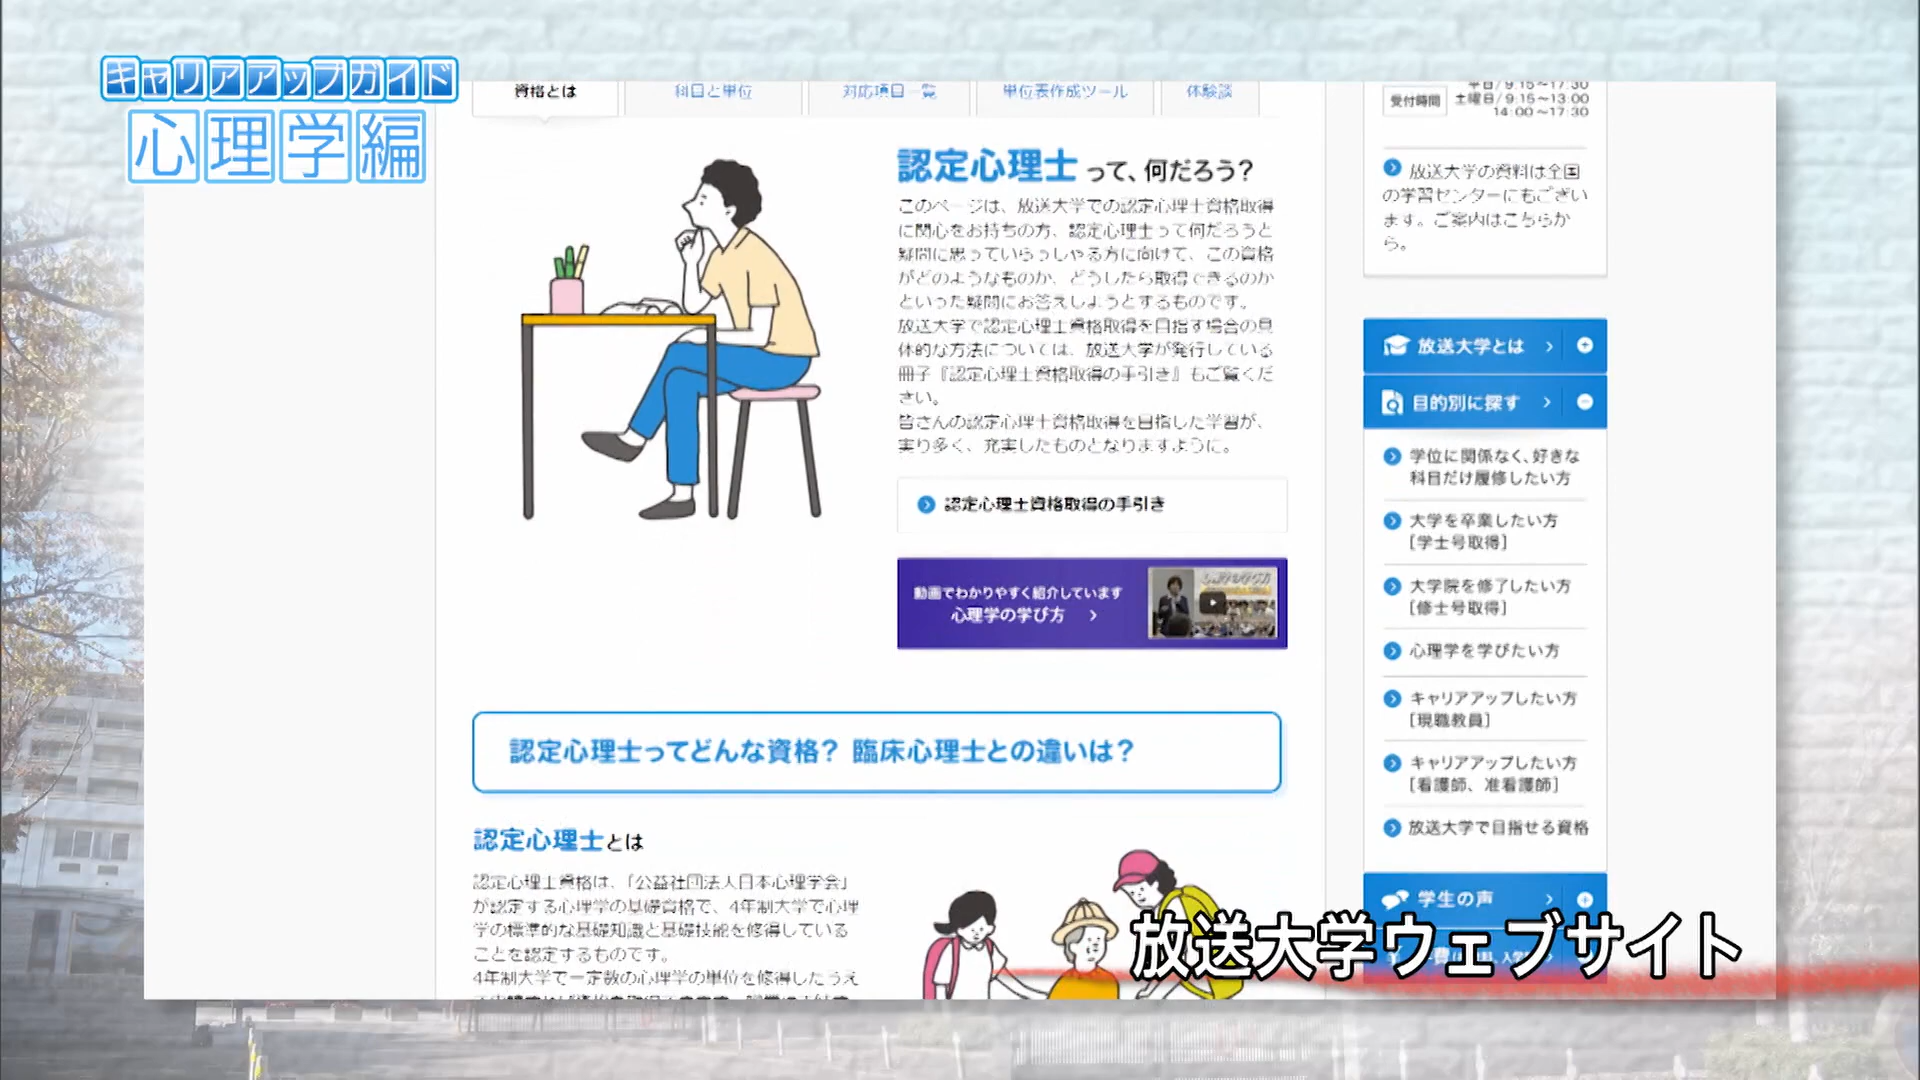 キャリアアップガイド
心理学編
資格とは
科目と単位
対応項目一覧
単位表作成ツール
体験談
認定心理士って、何だろう?
このページは、放送大学での認定心理士資格取得
に関心をお持ちの方、認定心理士って何だろうと
疑問に思っていらっしゃる方に向けて、この資格
がどのようなものか、どうしたら取得できるのか
といった疑問にお答えしようとするものです。
放送大学で認定心理士資格取得を目指す場合の具
体的な方法については、放送大学が発行している
冊子『認定心理士資格取得の手引き』もご覧くだ
さい。
皆さんの認定心理士資格取得を目指した学習が、
実り多く、充実したものとなりますように。
認定心理士資格取得の手引き
動画でわかりやすく紹介しています
心理学の学び方
認定心理士ってどんな資格? 臨床心理士との違いは?
認定心理士とは
認定心理士資格は、「公益社団法人日本心理学会」
が認定する心理学の基礎資格で、4年制大学で心理
学の標準的な基礎知識と基礎技能を修得している
ことを認定するものです。
4年制大学で一定数の心理学の単位を修得したうえ
平日/9:15～17:30
受付時間 土曜日/9:15～13:00
14:00～17:30
放送大学の資料は全国
の学習センターにもござい
ます。ご案内はこちらか
ら。
放送大学とは
目的別に探す
学位に関係なく、好きな
科目だけ履修したい方
大学を卒業したい方
[学士号取得]
大学院を修了したい方
[修士号取得]
心理学を学びたい方
キャリアアップしたい方
[現職教員]
キャリアアップしたい方
[看護師、准看護師]
放送大学で目指せる資格
学生の声
放送大学ウェブサイト